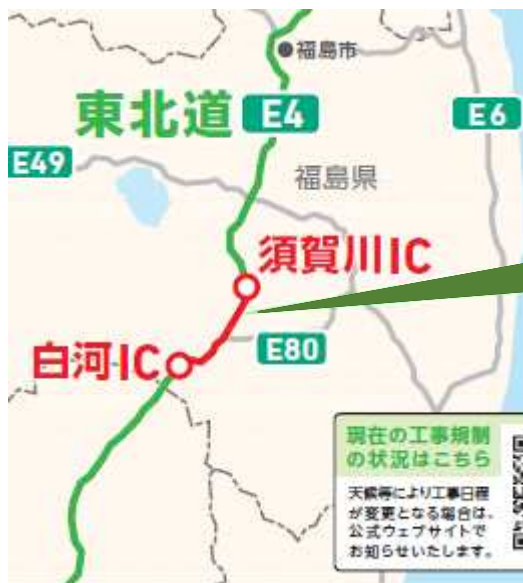 福島市
東北道 E4
E6
E49
福島県
須賀川IC
E80
白河IC
現在の工事規制
の状況はこちら
天候等により工事日程
が変更となる場合は、
公式ウェブサイトで
お知らせいたします。